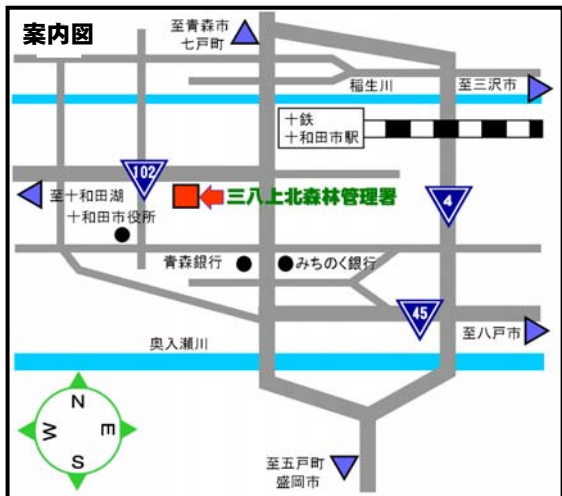 案内図
至青森市
七戸町
稲生川
至三沢市
十鉄
十和田市駅
102
至十和田湖
三八上北森林管理署
4
十和田市役所
青森銀行
みちのく銀行
45
奥入瀬川
至八戸市
N
W
E
S
至五戸町
盛岡市